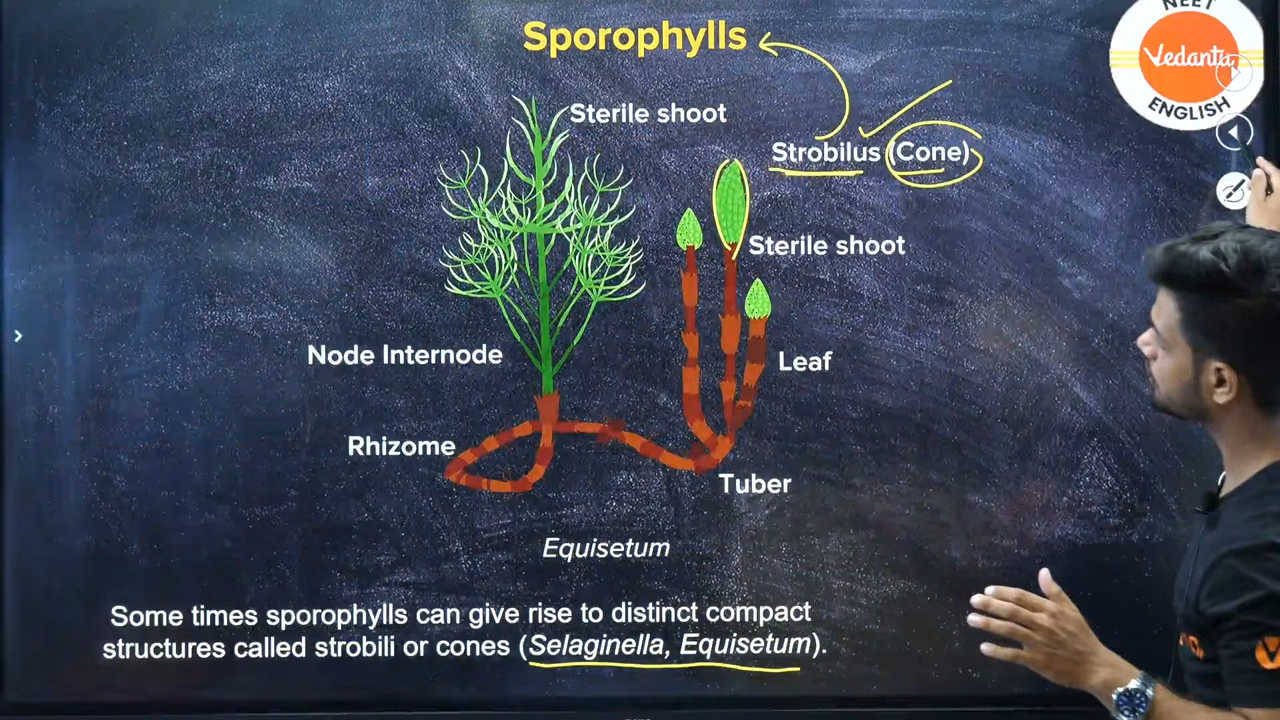 Sporophylls
NEET
Vedantu
ENGLISH
Sterile shoot
Strobilus (Cone)
Sterile shoot
Node Internode
Leaf
Rhizome
Tuber
Equisetum
Some times sporophylls can give rise to distinct compact
structures called strobili or cones (Selaginella, Equisetum).